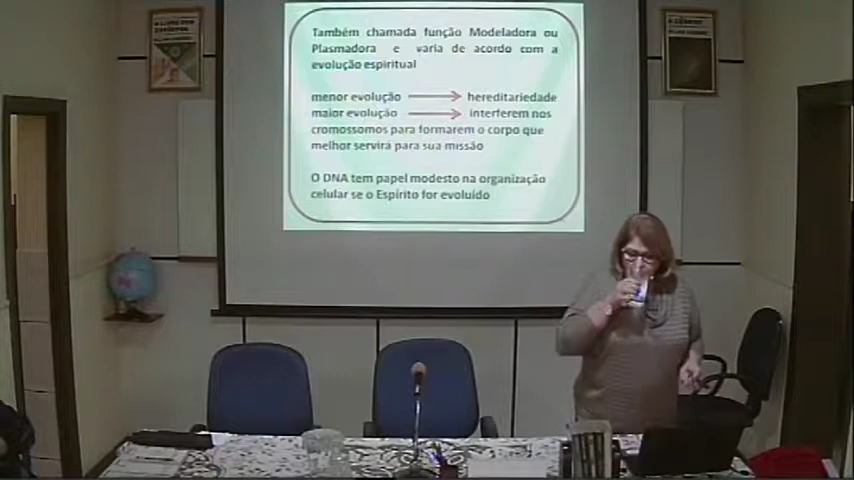 Também chamada função Modeladora ou
Plasmadora e varia de acordo com a
evolução espiritual
menor evolução hereditariedade
maior evolução interferem nos
cromossomos para formarem o corpo que
melhor servirá para sua missão
O DNA tem papel modesto na organização
celular se o Espírito for evoluído